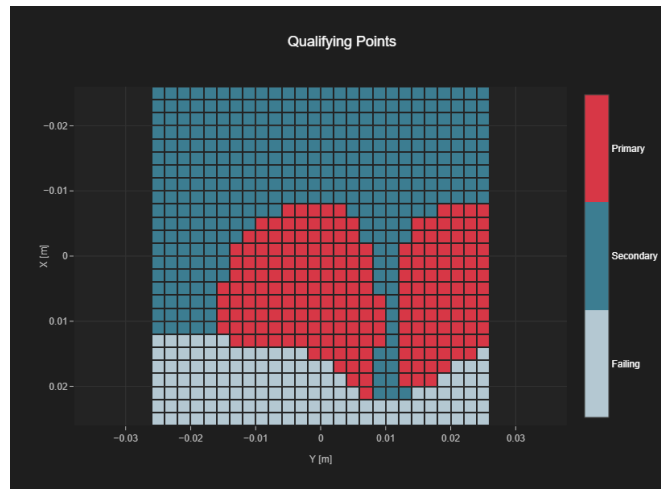 Qualifying Points
−0.02
−0.01
0
0.01
0.02
X [m]
−0.03
−0.02
−0.01
0
0.01
0.02
0.03
Y [m]
Primary
Secondary
Failing